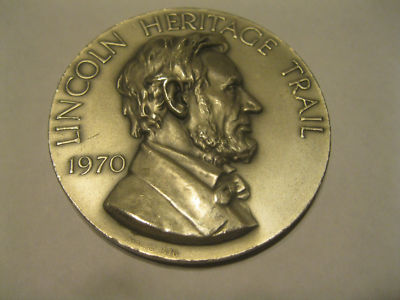 LINCOLN HERITAGE TRAIL
1970